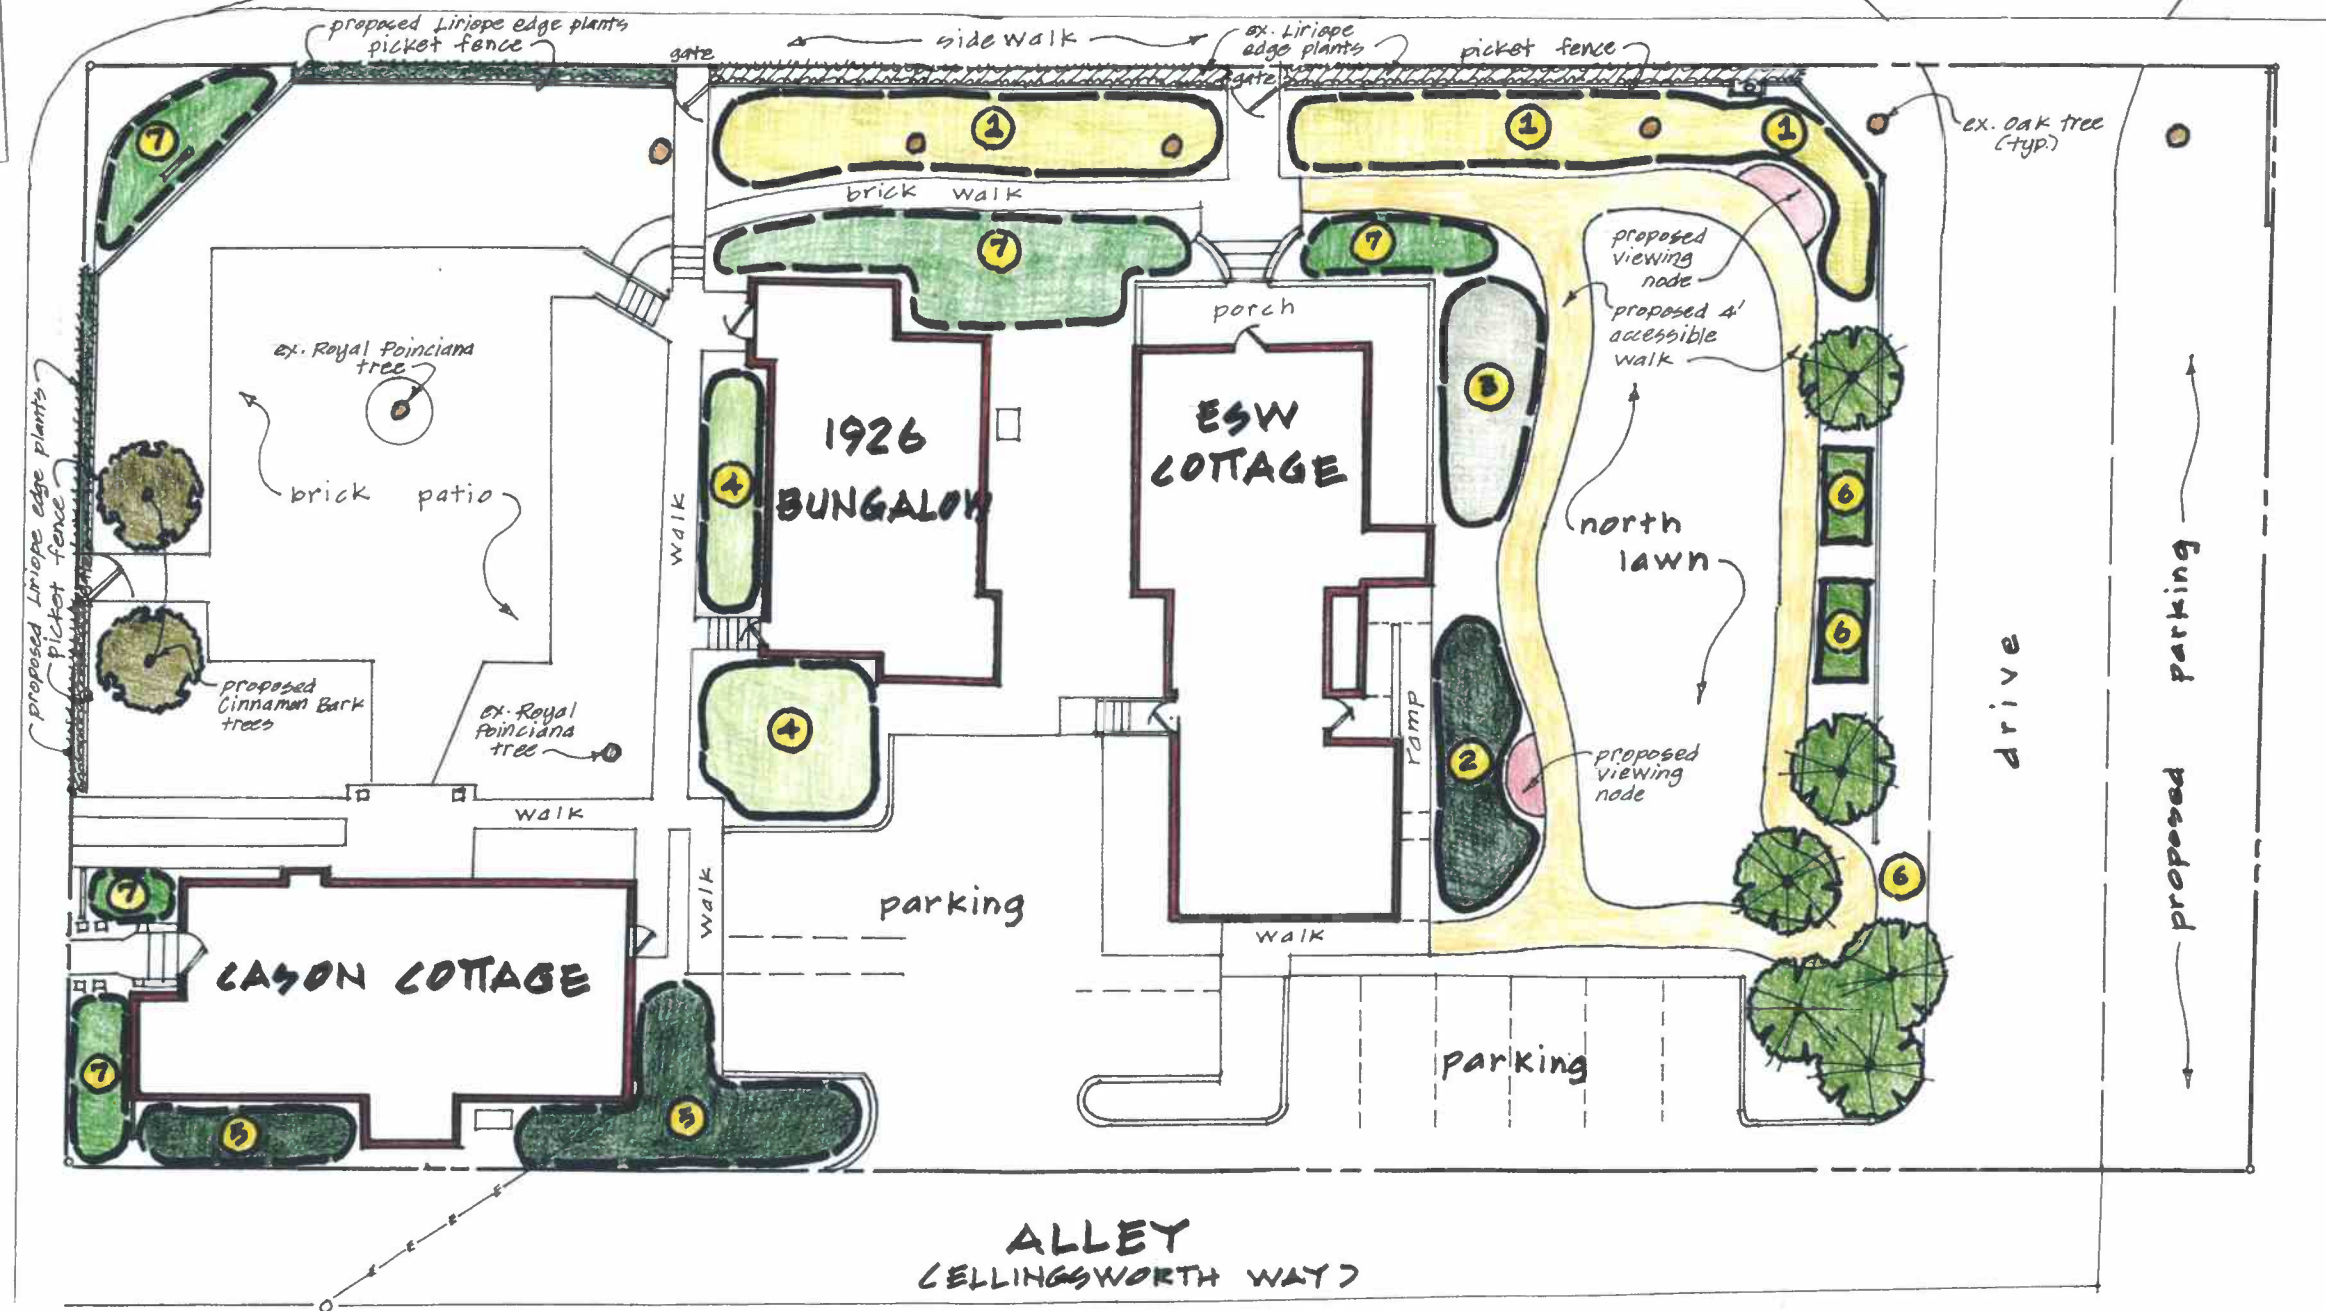 proposed Liriope edge plants
picket fence
gate
side walk
ex. Liriope
edge plants
gate
picket fence
ex. Oak tree
(typ.)
7
1
1
1
brick walk
7
7
proposed
viewing
node
proposed 4'
accessible
walk
porch
ex. Royal Poinciana
tree
brick patio
proposed Liriope edge plants
picket fence
gate
walk
4
1926
BUNGALOW
ESW
COTTAGE
3
north
lawn
6
6
drive
proposed parking
proposed
Cinnamon Bark
trees
ex. Royal
Poinciana
tree
4
ramp
2
proposed
viewing
node
walk
walk
parking
walk
6
7
CASON COTTAGE
7
5
5
parking
ALLEY
(ELLINGSWORTH WAY)